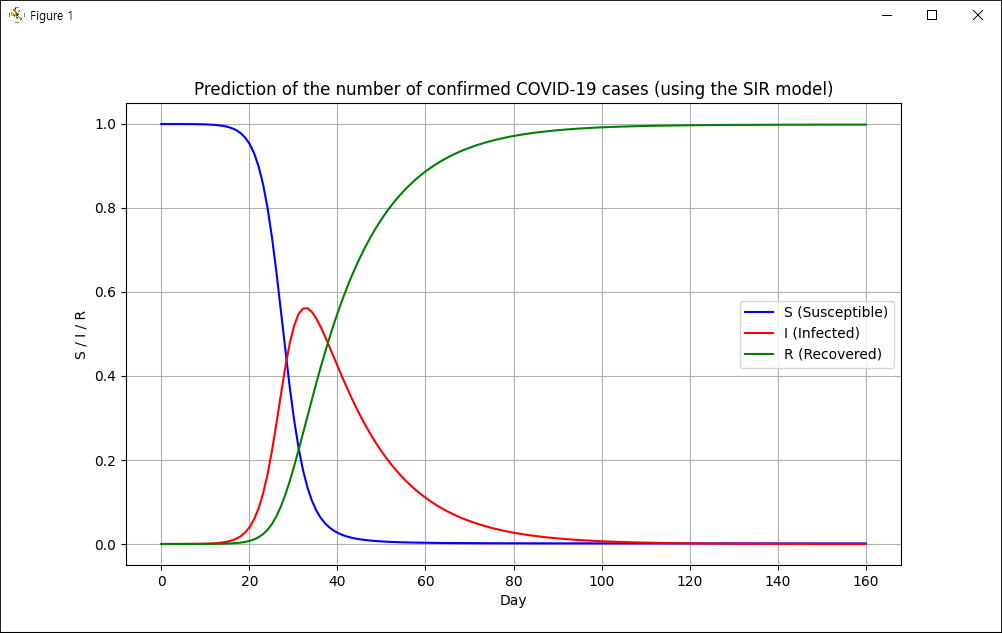 Figure 1
Prediction of the number of confirmed COVID-19 cases (using the SIR model)
1.0
0.8
0.6
0.4
0.2
0.0
S / I / R
S (Susceptible)
I (Infected)
R (Recovered)
0 20 40 60 80 100 120 140 160
Day